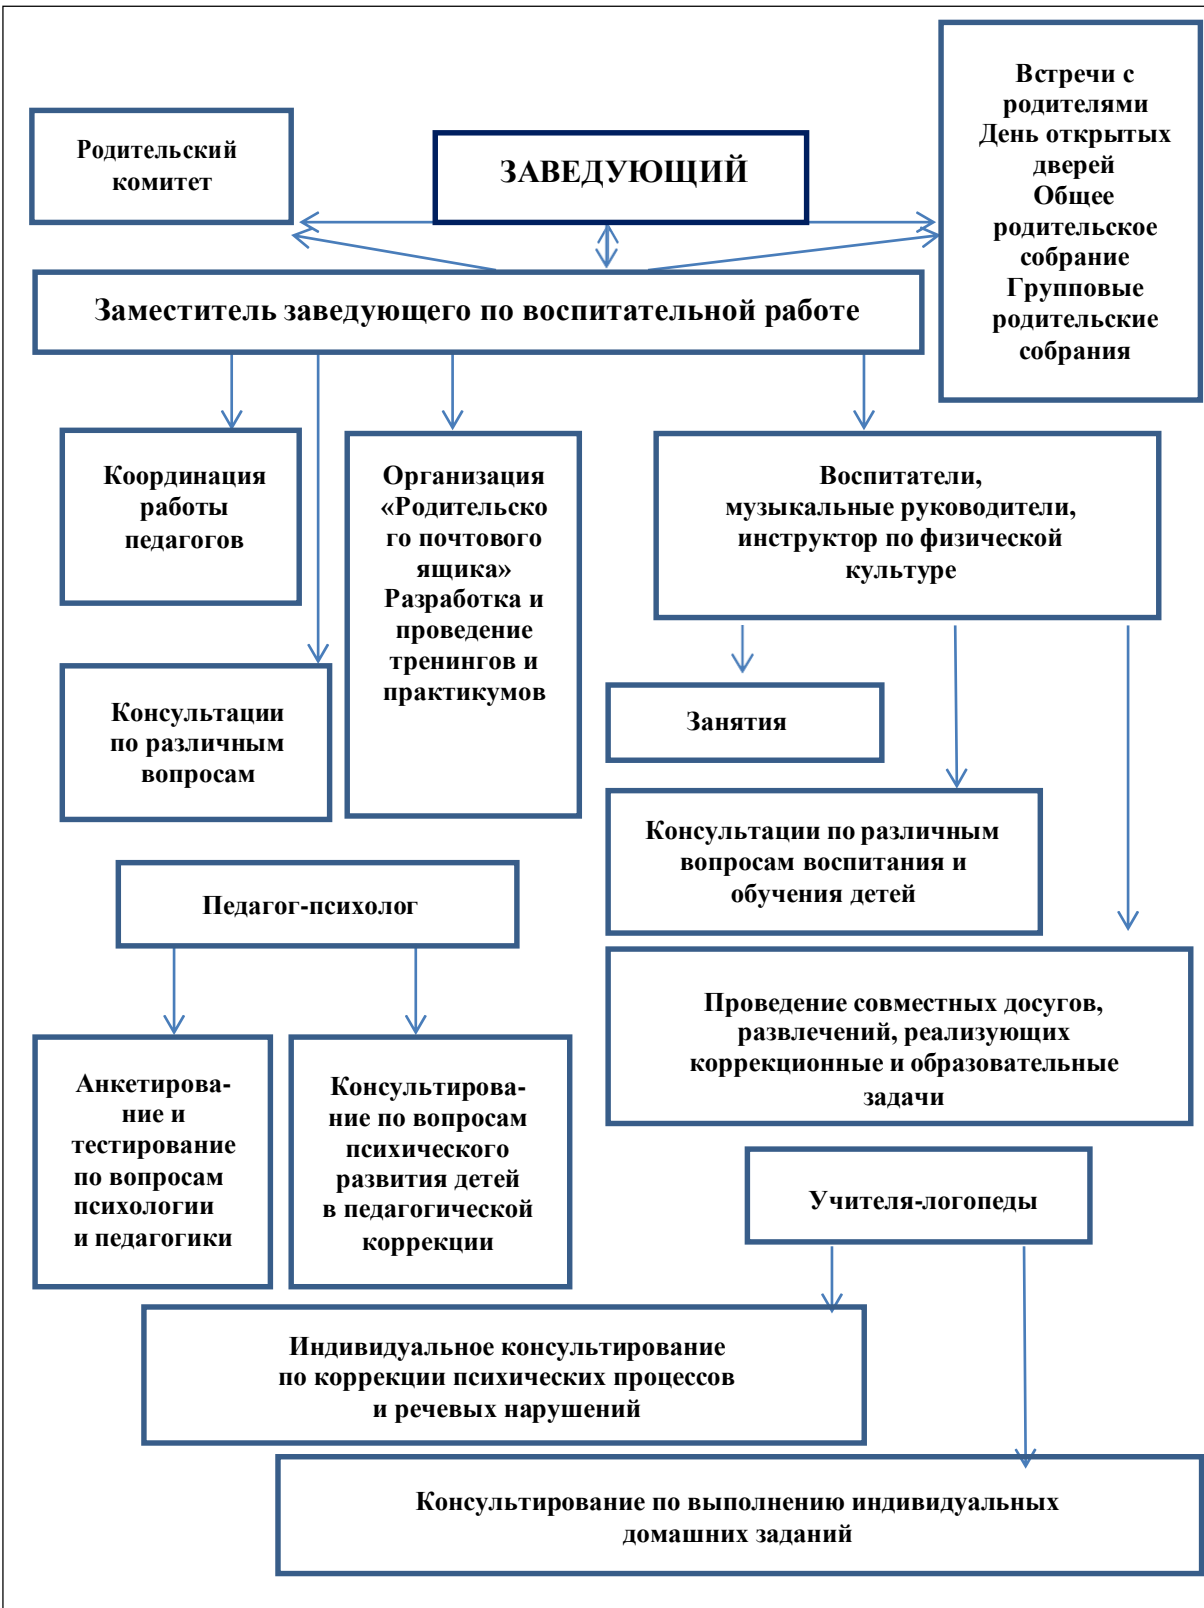 Родительский
комитет
ЗАВЕДУЮЩИЙ
Встречи с
родителями
День открытых
дверей
Общее
родительское
собрание
Групповые
родительские
собрания
Заместитель заведующего по воспитательной работе
Координация
работы
педагогов
Организация
«Родительско
го почтового
ящика»
Разработка и
проведение
тренингов и
практикумов
Воспитатели,
музыкальные руководители,
инструктор по физической
культуре
Консультации
по различным
вопросам
Занятия
Консультации по различным
вопросам воспитания и
обучения детей
Педагог-психолог
Проведение совместных досугов,
развлечений, реализующих
коррекционные и образовательные
задачи
Анкетирова-
ние и
тестирование
по вопросам
психологии
и педагогики
Консультирова-
ние по вопросам
психического
развития детей
в педагогической
коррекции
Учителя-логопеды
Индивидуальное консультирование
по коррекции психических процессов
и речевых нарушений
Консультирование по выполнению индивидуальных
домашних заданий